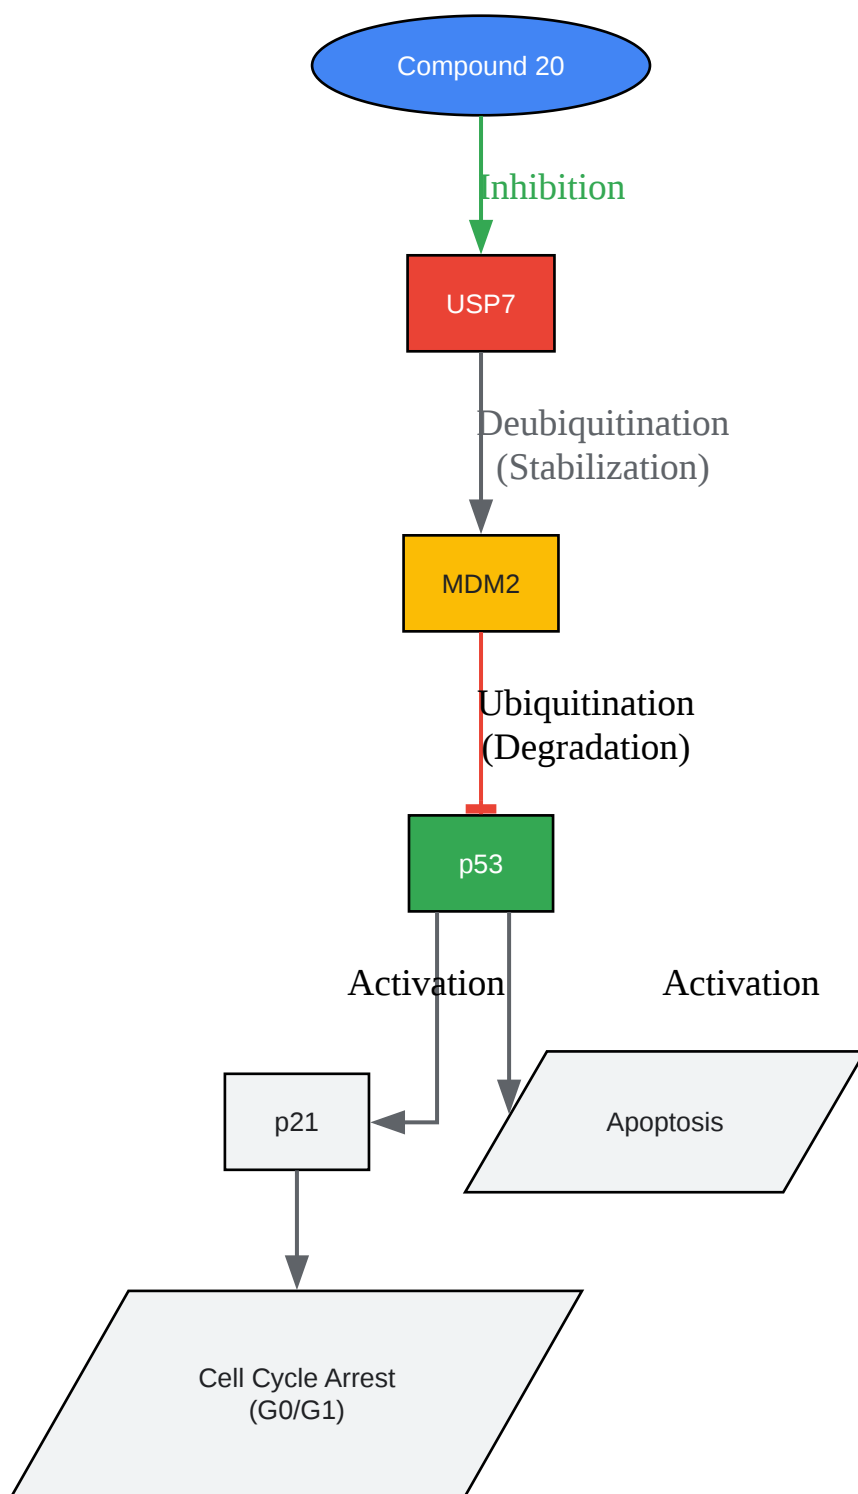 Compound 20
Inhibition
USP7
Deubiquitination
(Stabilization)
MDM2
Ubiquitination
(Degradation)
p53
Activation
Activation
p21
Apoptosis
Cell Cycle Arrest
(G0/G1)